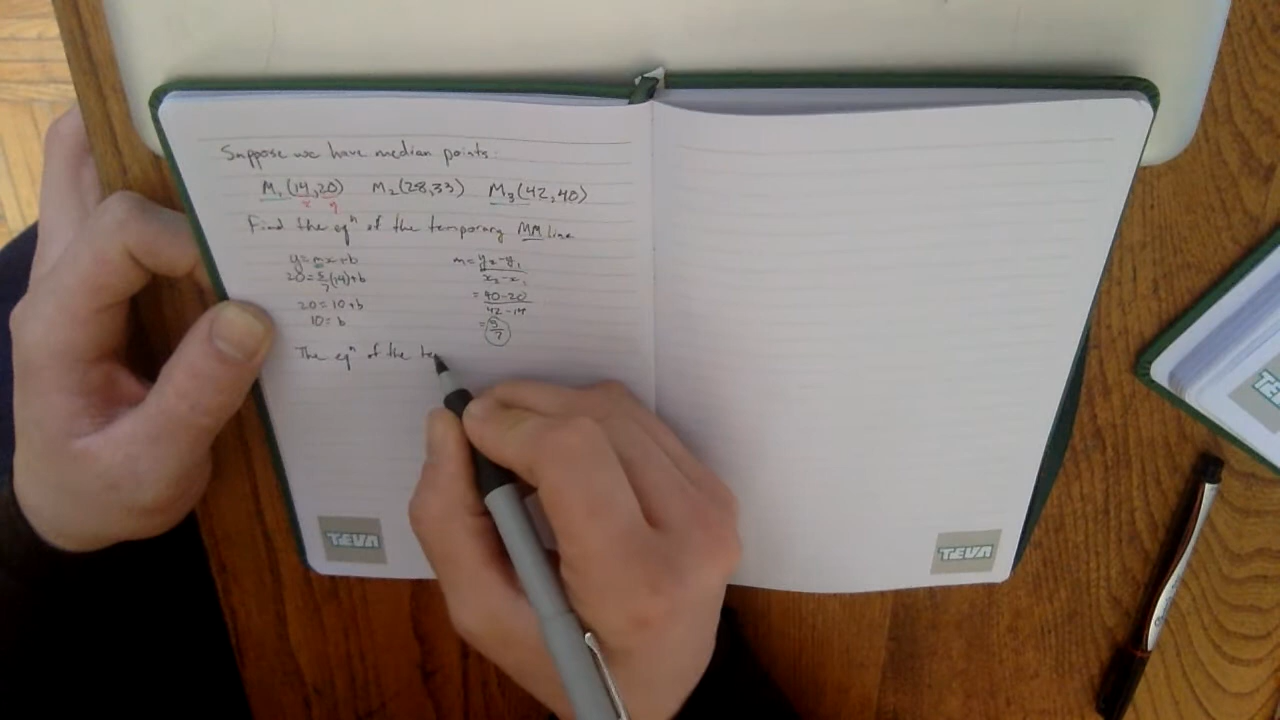 Suppose we have median points:
M₁(14,20) M₂(28,33) M₃(42,40)
x y
Find the eqⁿ of the temporary MM line
y=mx+b
20=5/7(14)+b
20=10+b
10=b
m=y₂-y₁/x₂-x₁
=40-20/42-14
=5/7
The eqⁿ of the te
TEVA
TEVA
TEVA